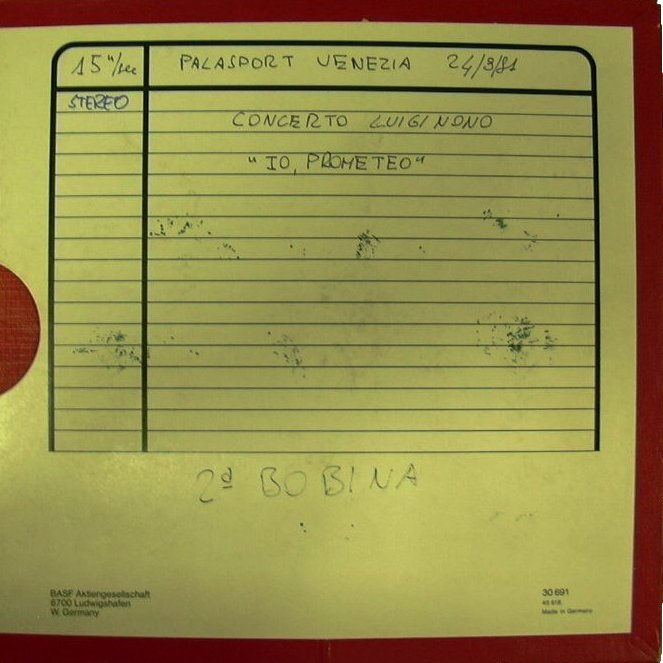 15"/sec PALASPORT VENEZIA 24/9/81
STEREO
CONCERTO LUIGI NONO
"IO, PROMETEO"
2ª BOBINA
BASF Aktiengesellschaft
6700 Ludwigshafen
W. Germany
30 691
Made in Germany